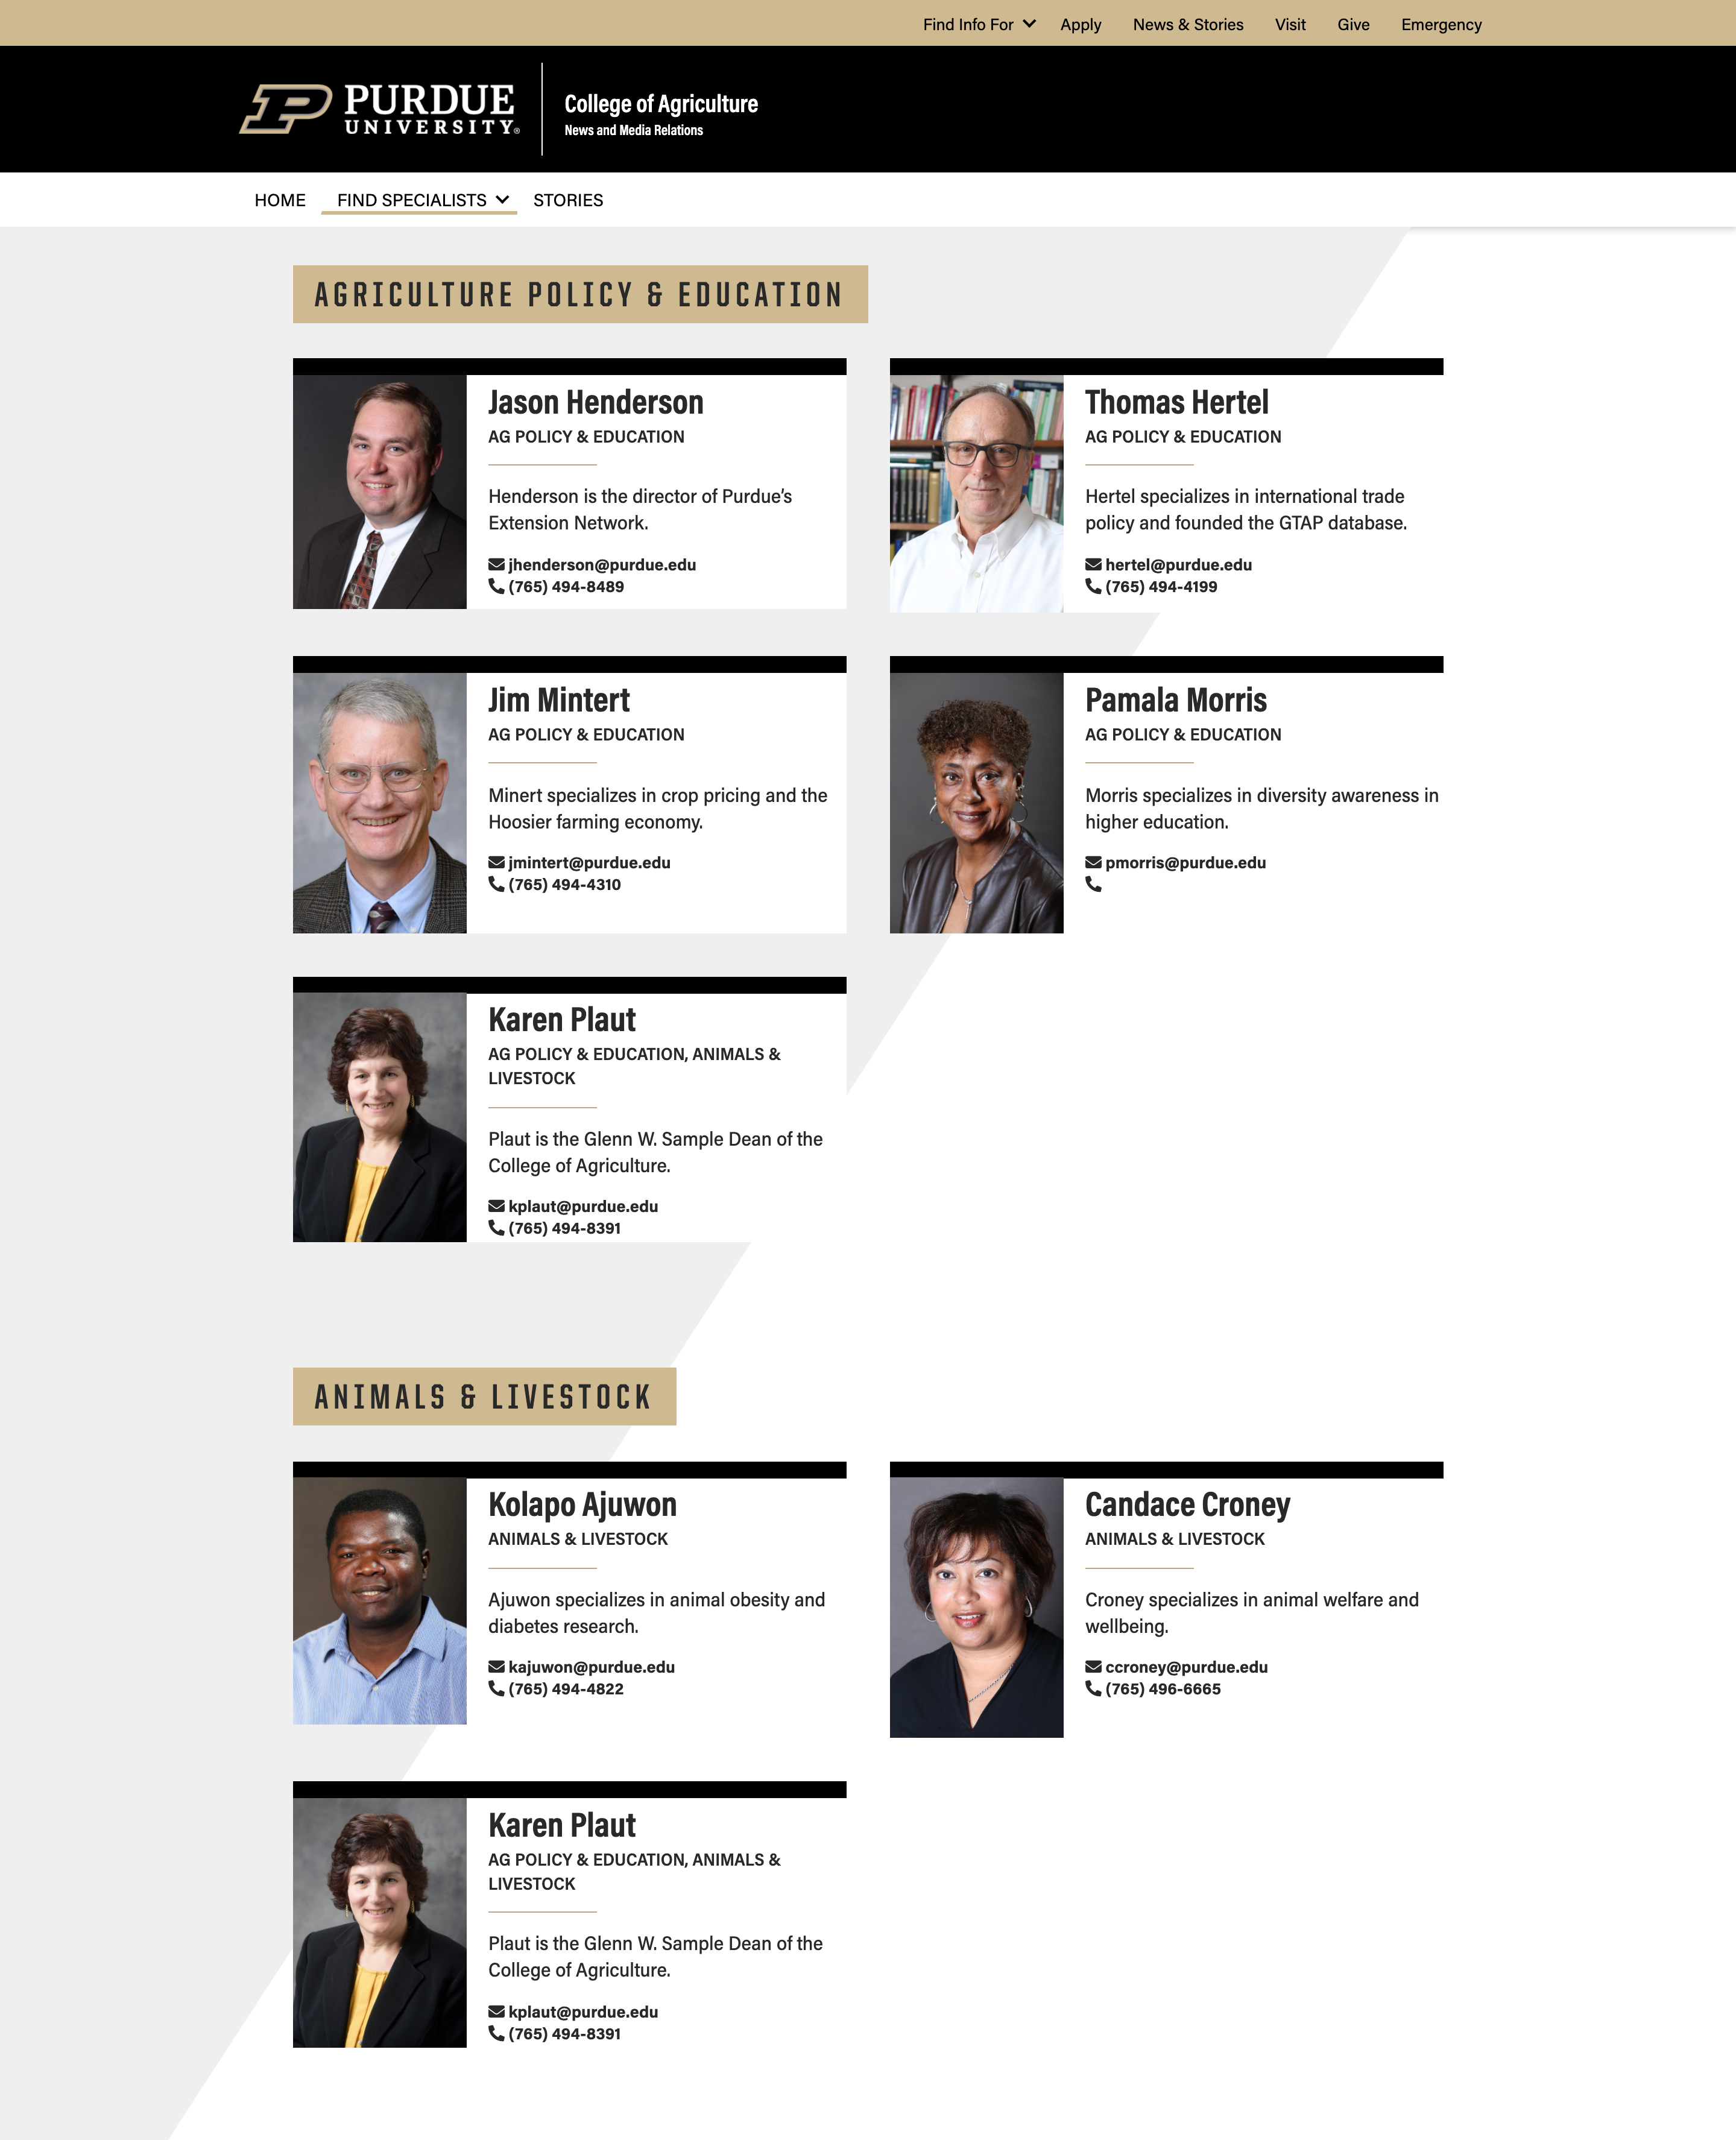 Find Info For Apply News & Stories Visit Give Emergency
PURDUE
UNIVERSITY®
College of Agriculture
News and Media Relations
HOME FIND SPECIALISTS STORIES
AGRICULTURE POLICY & EDUCATION
Jason Henderson
AG POLICY & EDUCATION
Henderson is the director of Purdue’s
Extension Network.
jhenderson@purdue.edu
(765) 494-8489
Thomas Hertel
AG POLICY & EDUCATION
Hertel specializes in international trade
policy and founded the GTAP database.
hertel@purdue.edu
(765) 494-4199
Jim Mintert
AG POLICY & EDUCATION
Minert specializes in crop pricing and the
Hoosier farming economy.
jmintert@purdue.edu
(765) 494-4310
Pamala Morris
AG POLICY & EDUCATION
Morris specializes in diversity awareness in
higher education.
pmorris@purdue.edu
Karen Plaut
AG POLICY & EDUCATION, ANIMALS &
LIVESTOCK
Plaut is the Glenn W. Sample Dean of the
College of Agriculture.
kplaut@purdue.edu
(765) 494-8391
ANIMALS & LIVESTOCK
Kolapo Ajuwon
ANIMALS & LIVESTOCK
Ajuwon specializes in animal obesity and
diabetes research.
kajuwon@purdue.edu
(765) 494-4822
Candace Croney
ANIMALS & LIVESTOCK
Croney specializes in animal welfare and
wellbeing.
ccroney@purdue.edu
(765) 496-6665
Karen Plaut
AG POLICY & EDUCATION, ANIMALS &
LIVESTOCK
Plaut is the Glenn W. Sample Dean of the
College of Agriculture.
kplaut@purdue.edu
(765) 494-8391